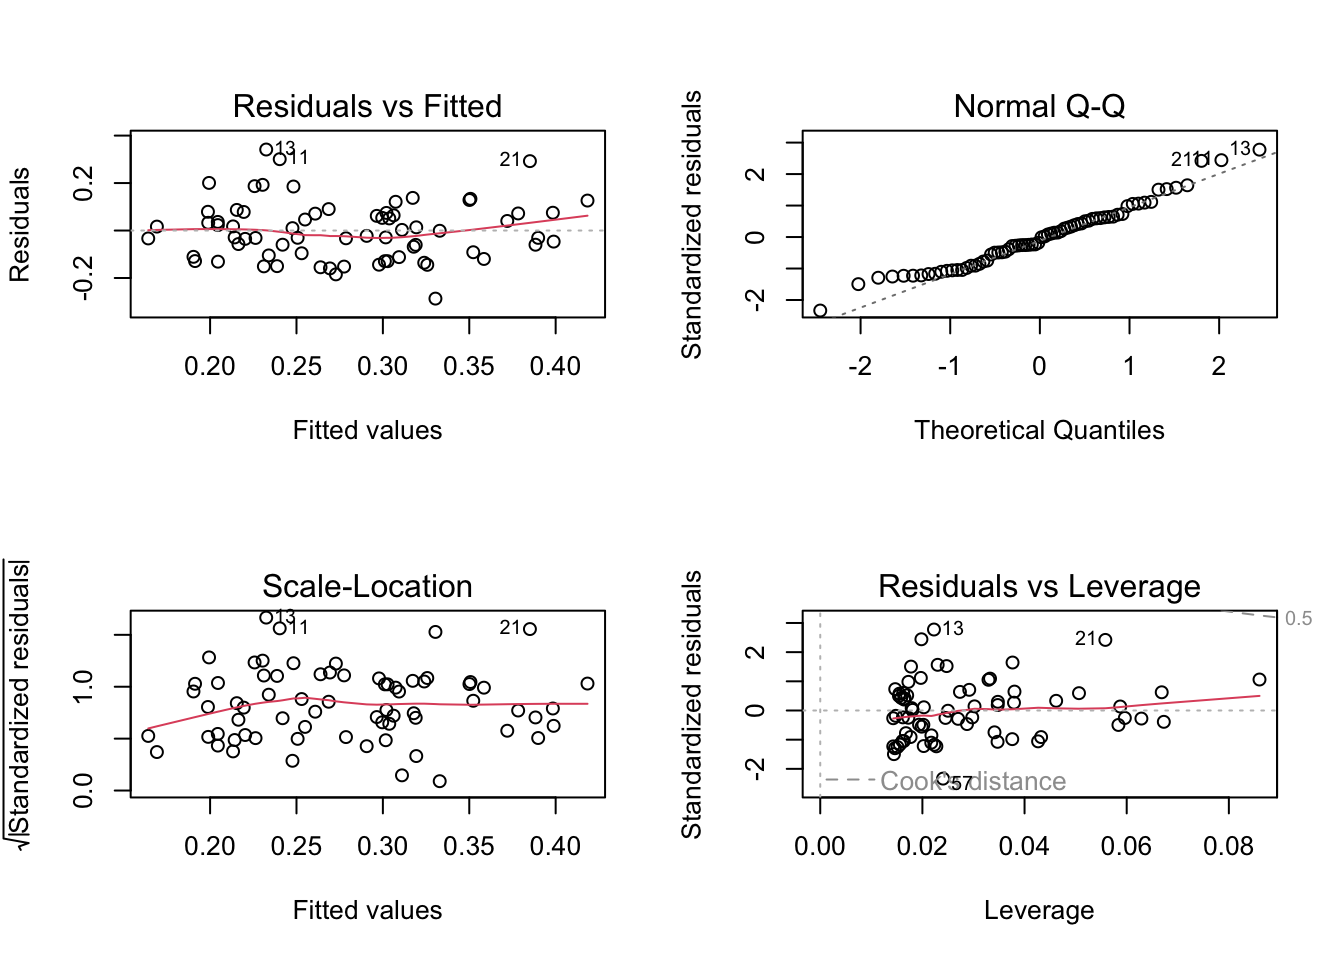 Residuals vs Fitted
Residuals
0.2
-0.2
13
11
21
0.20 0.25 0.30 0.35 0.40
Fitted values
Normal Q-Q
Standardized residuals
2
0
-2
21
11
13
-2 -1 0 1 2
Theoretical Quantiles
Scale-Location
√|Standardized residuals|
1.0
0.0
13
11
21
0.20 0.25 0.30 0.35 0.40
Fitted values
Residuals vs Leverage
Standardized residuals
2
0
-2
13
21
0.5
57
Cook's distance
0.00 0.02 0.04 0.06 0.08
Leverage